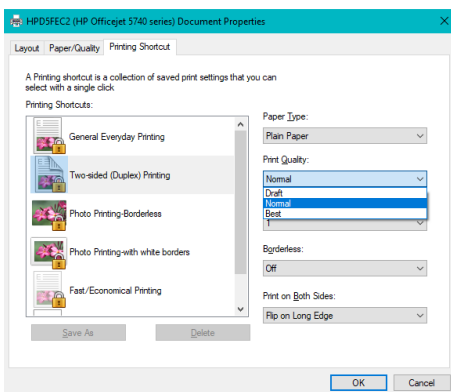 HPD5FEC2 (HP Officejet 5740 series) Document Properties
Layout Paper/Quality Printing Shortcut
A Printing shortcut is a collection of saved print settings that you can
select with a single click
Printing Shortcuts:
General Everyday Printing
Two-sided (Duplex) Printing
Photo Printing-Borderless
Photo Printing-with white borders
Fast/Economical Printing
Save As
Delete
Paper Type:
Plain Paper
Print Quality:
Normal
Draft
Normal
Best
1
Borderless:
Off
Print on Both Sides:
Flip on Long Edge
OK Cancel